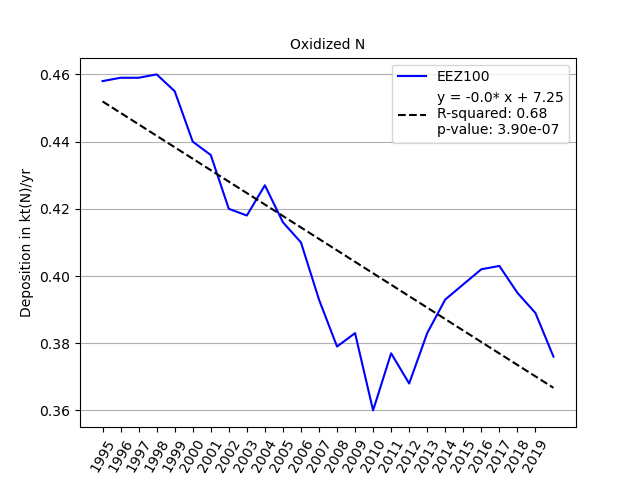 Oxidized N
EEZ100
y = -0.0* x + 7.25
R-squared: 0.68
p-value: 3.90e-07
Deposition in kt(N)/yr
0.46
0.44
0.42
0.40
0.38
0.36
1995 1996 1997 1998 1999 2000 2001 2002 2003 2004 2005 2006 2007 2008 2009 2010 2011 2012 2013 2014 2015 2016 2017 2018 2019